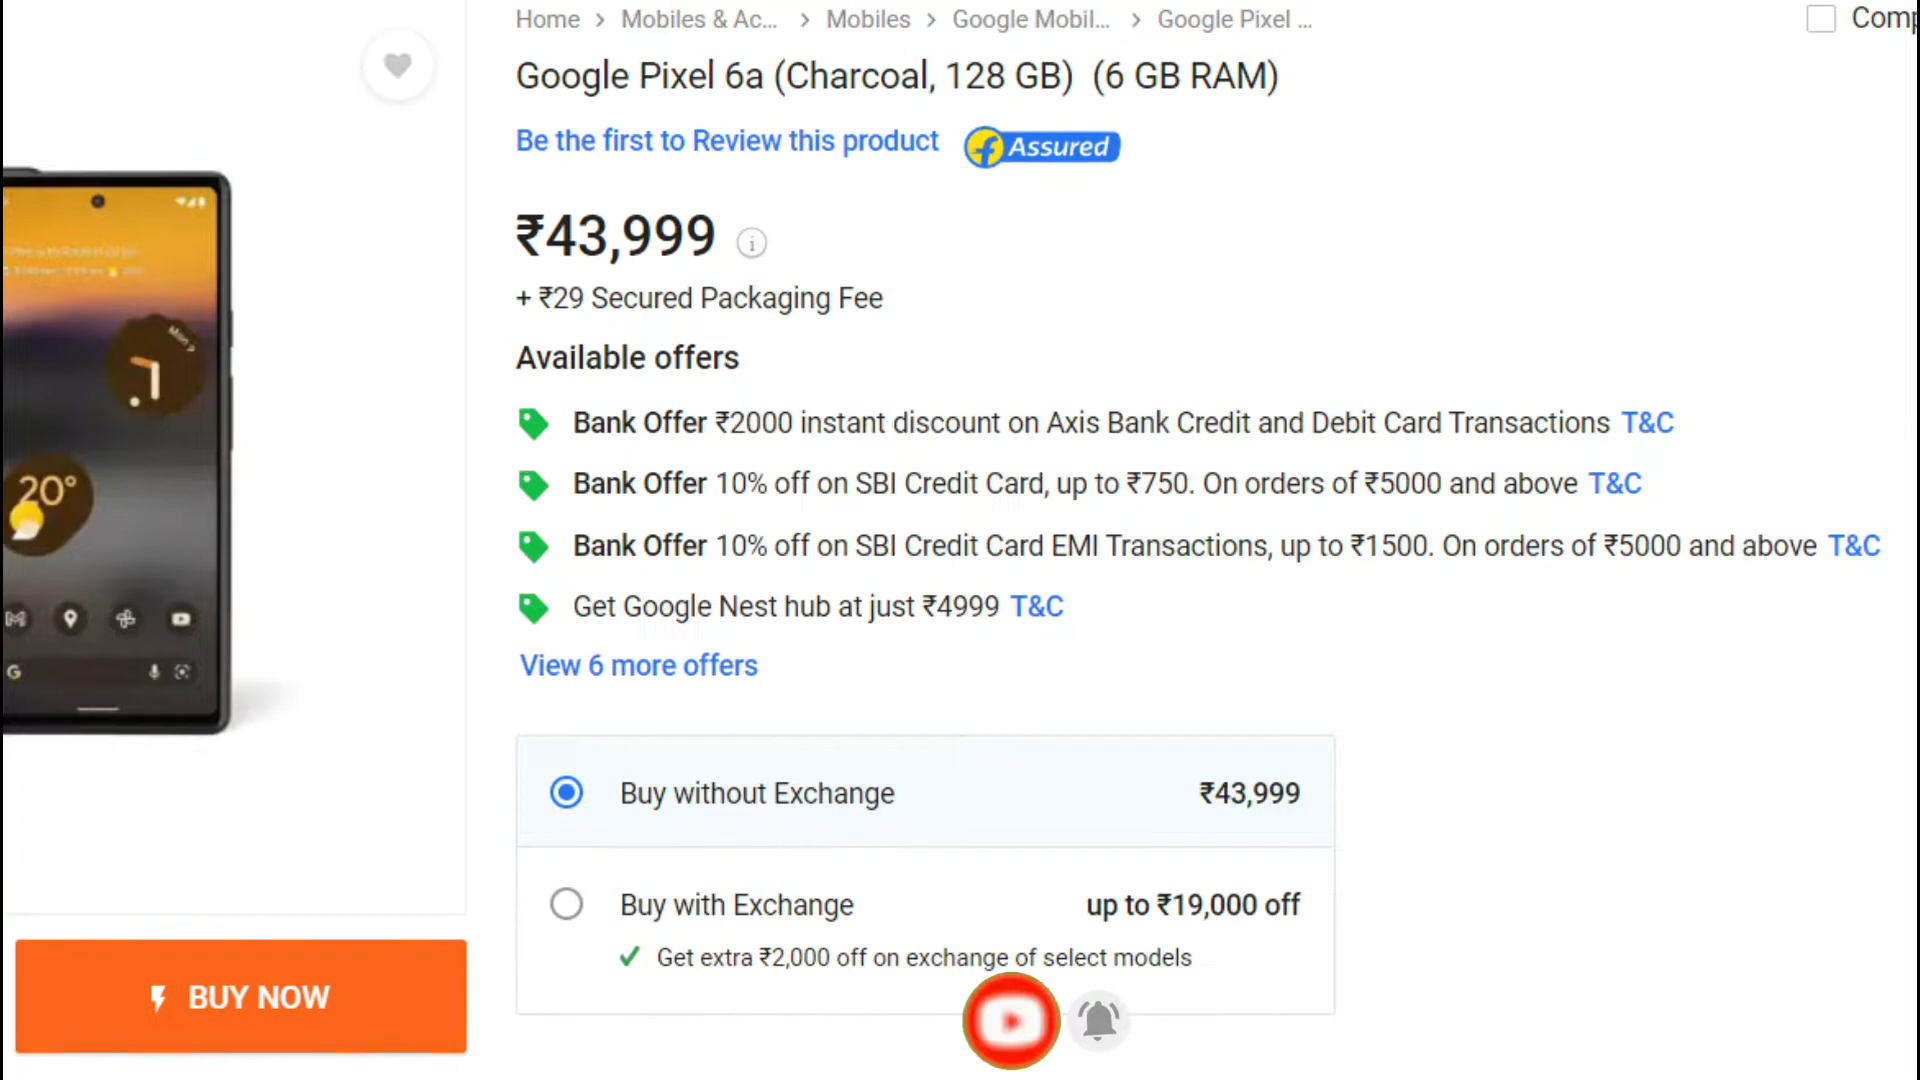 Home > Mobiles & Ac... > Mobiles > Google Mobil... > Google Pixel ...
Comp
Google Pixel 6a (Charcoal, 128 GB) (6 GB RAM)
Be the first to Review this product
Assured
₹43,999
+ ₹29 Secured Packaging Fee
Available offers
Bank Offer ₹2000 instant discount on Axis Bank Credit and Debit Card Transactions T&C
Bank Offer 10% off on SBI Credit Card, up to ₹750. On orders of ₹5000 and above T&C
Bank Offer 10% off on SBI Credit Card EMI Transactions, up to ₹1500. On orders of ₹5000 and above T&C
Get Google Nest hub at just ₹4999 T&C
View 6 more offers
Buy without Exchange ₹43,999
Buy with Exchange up to ₹19,000 off
Get extra ₹2,000 off on exchange of select models
BUY NOW
20°
G